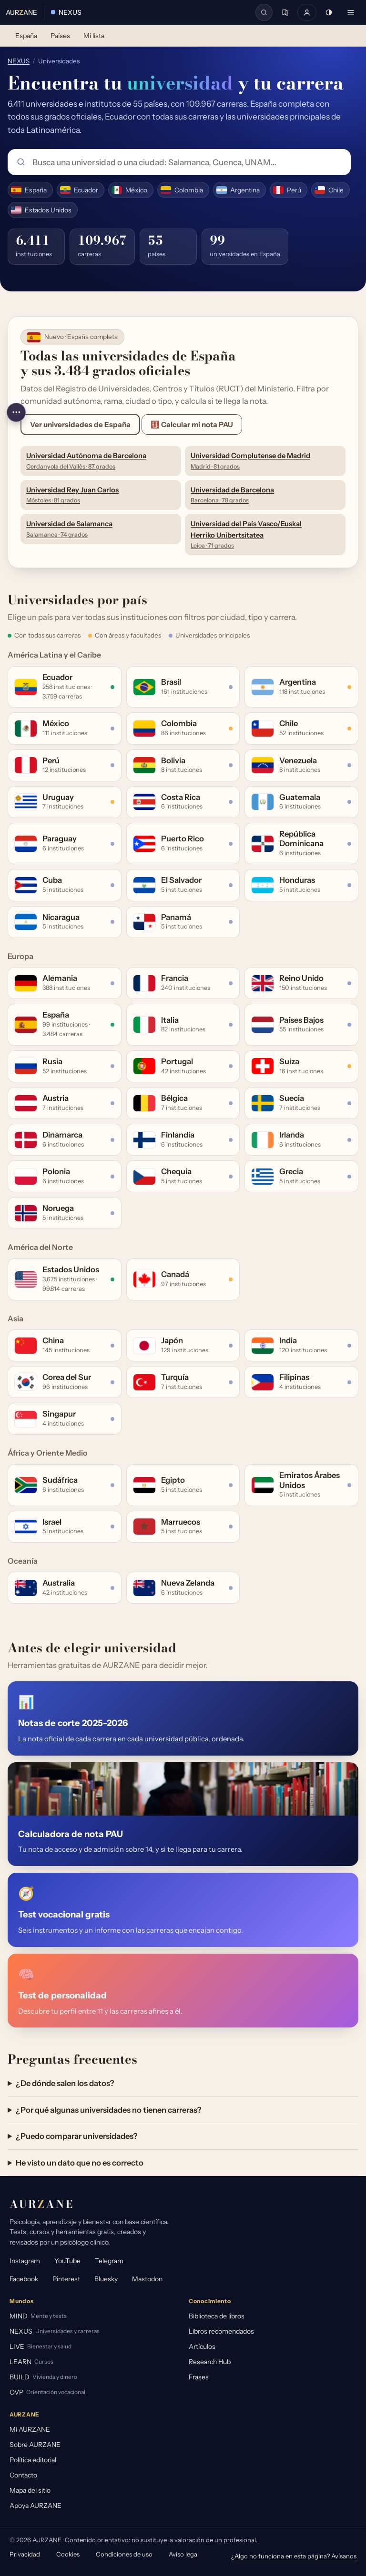 AURZANE
NEXUS
España
Países
Mi lista
NEXUS / Universidades
Encuentra tu universidad y tu carrera
6.411 universidades e institutos de 55 países, con 109.967 carreras. España completa con
todos sus grados oficiales, Ecuador con todas sus carreras y las universidades principales de
toda Latinoamérica.
Busca una universidad o una ciudad: Salamanca, Cuenca, UNAM...
España
Ecuador
México
Colombia
Argentina
Perú
Chile
Estados Unidos
6.411
instituciones
109.967
carreras
55
países
99
universidades en España
Nuevo · España completa
Todas las universidades de España
y sus 3.484 grados oficiales
Datos del Registro de Universidades, Centros y Títulos (RUCT) del Ministerio. Filtra por
comunidad autónoma, rama, ciudad o tipo, y calcula si te llega la nota.
Ver universidades de España
Calcular mi nota PAU
Universidad Autónoma de Barcelona
Cerdanyola del Vallès · 87 grados
Universidad Complutense de Madrid
Madrid · 81 grados
Universidad Rey Juan Carlos
Móstoles · 81 grados
Universidad de Barcelona
Barcelona · 78 grados
Universidad de Salamanca
Salamanca · 74 grados
Universidad del País Vasco/Euskal
Herriko Unibertsitatea
Leioa · 71 grados
Universidades por país
Elige un país para ver todas sus instituciones con filtros por ciudad, tipo y carrera.
Con todas sus carreras
Con áreas y facultades
Universidades principales
América Latina y el Caribe
Ecuador
258 instituciones ·
3.759 carreras
Brasil
161 instituciones
Argentina
118 instituciones
México
111 instituciones
Colombia
86 instituciones
Chile
52 instituciones
Perú
12 instituciones
Bolivia
8 instituciones
Venezuela
8 instituciones
Uruguay
7 instituciones
Costa Rica
6 instituciones
Guatemala
6 instituciones
Paraguay
6 instituciones
Puerto Rico
6 instituciones
República
Dominicana
6 instituciones
Cuba
5 instituciones
El Salvador
5 instituciones
Honduras
5 instituciones
Nicaragua
5 instituciones
Panamá
5 instituciones
Europa
Alemania
388 instituciones
Francia
240 instituciones
Reino Unido
150 instituciones
España
99 instituciones ·
3.484 carreras
Italia
82 instituciones
Países Bajos
55 instituciones
Rusia
52 instituciones
Portugal
42 instituciones
Suiza
16 instituciones
Austria
7 instituciones
Bélgica
7 instituciones
Suecia
7 instituciones
Dinamarca
6 instituciones
Finlandia
6 instituciones
Irlanda
6 instituciones
Polonia
6 instituciones
Chequia
5 instituciones
Grecia
5 instituciones
Noruega
5 instituciones
América del Norte
Estados Unidos
3.675 instituciones ·
99.814 carreras
Canadá
97 instituciones
Asia
China
145 instituciones
Japón
129 instituciones
India
120 instituciones
Corea del Sur
96 instituciones
Turquía
7 instituciones
Filipinas
4 instituciones
Singapur
4 instituciones
África y Oriente Medio
Sudáfrica
6 instituciones
Egipto
5 instituciones
Emiratos Árabes
Unidos
5 instituciones
Israel
5 instituciones
Marruecos
5 instituciones
Oceanía
Australia
42 instituciones
Nueva Zelanda
6 instituciones
Antes de elegir universidad
Herramientas gratuitas de AURZANE para decidir mejor.
Notas de corte 2025-2026
La nota oficial de cada carrera en cada universidad pública, ordenada.
Calculadora de nota PAU
Tu nota de acceso y de admisión sobre 14, y si te llega para tu carrera.
Test vocacional gratis
Seis instrumentos y un informe con las carreras que encajan contigo.
Test de personalidad
Descubre tu perfil entre 11 y las carreras afines a él.
Preguntas frecuentes
¿De dónde salen los datos?
¿Por qué algunas universidades no tienen carreras?
¿Puedo comparar universidades?
He visto un dato que no es correcto
AURZANE
Psicología, aprendizaje y bienestar con base científica.
Tests, cursos y herramientas gratis, creados y
revisados por un psicólogo clínico.
Instagram
YouTube
Telegram
Facebook
Pinterest
Bluesky
Mastodon
Mundos
MIND Mente y tests
NEXUS Universidades y carreras
LIVE Bienestar y salud
LEARN Cursos
BUILD Vivienda y dinero
OVP Orientación vocacional
Conocimiento
Biblioteca de libros
Libros recomendados
Artículos
Research Hub
Frases
AURZANE
Mi AURZANE
Sobre AURZANE
Política editorial
Contacto
Mapa del sitio
Apoya AURZANE
© 2026 AURZANE · Contenido orientativo: no sustituye la valoración de un profesional.
Privacidad
Cookies
Condiciones de uso
Aviso legal
¿Algo no funciona en esta página? Avísanos